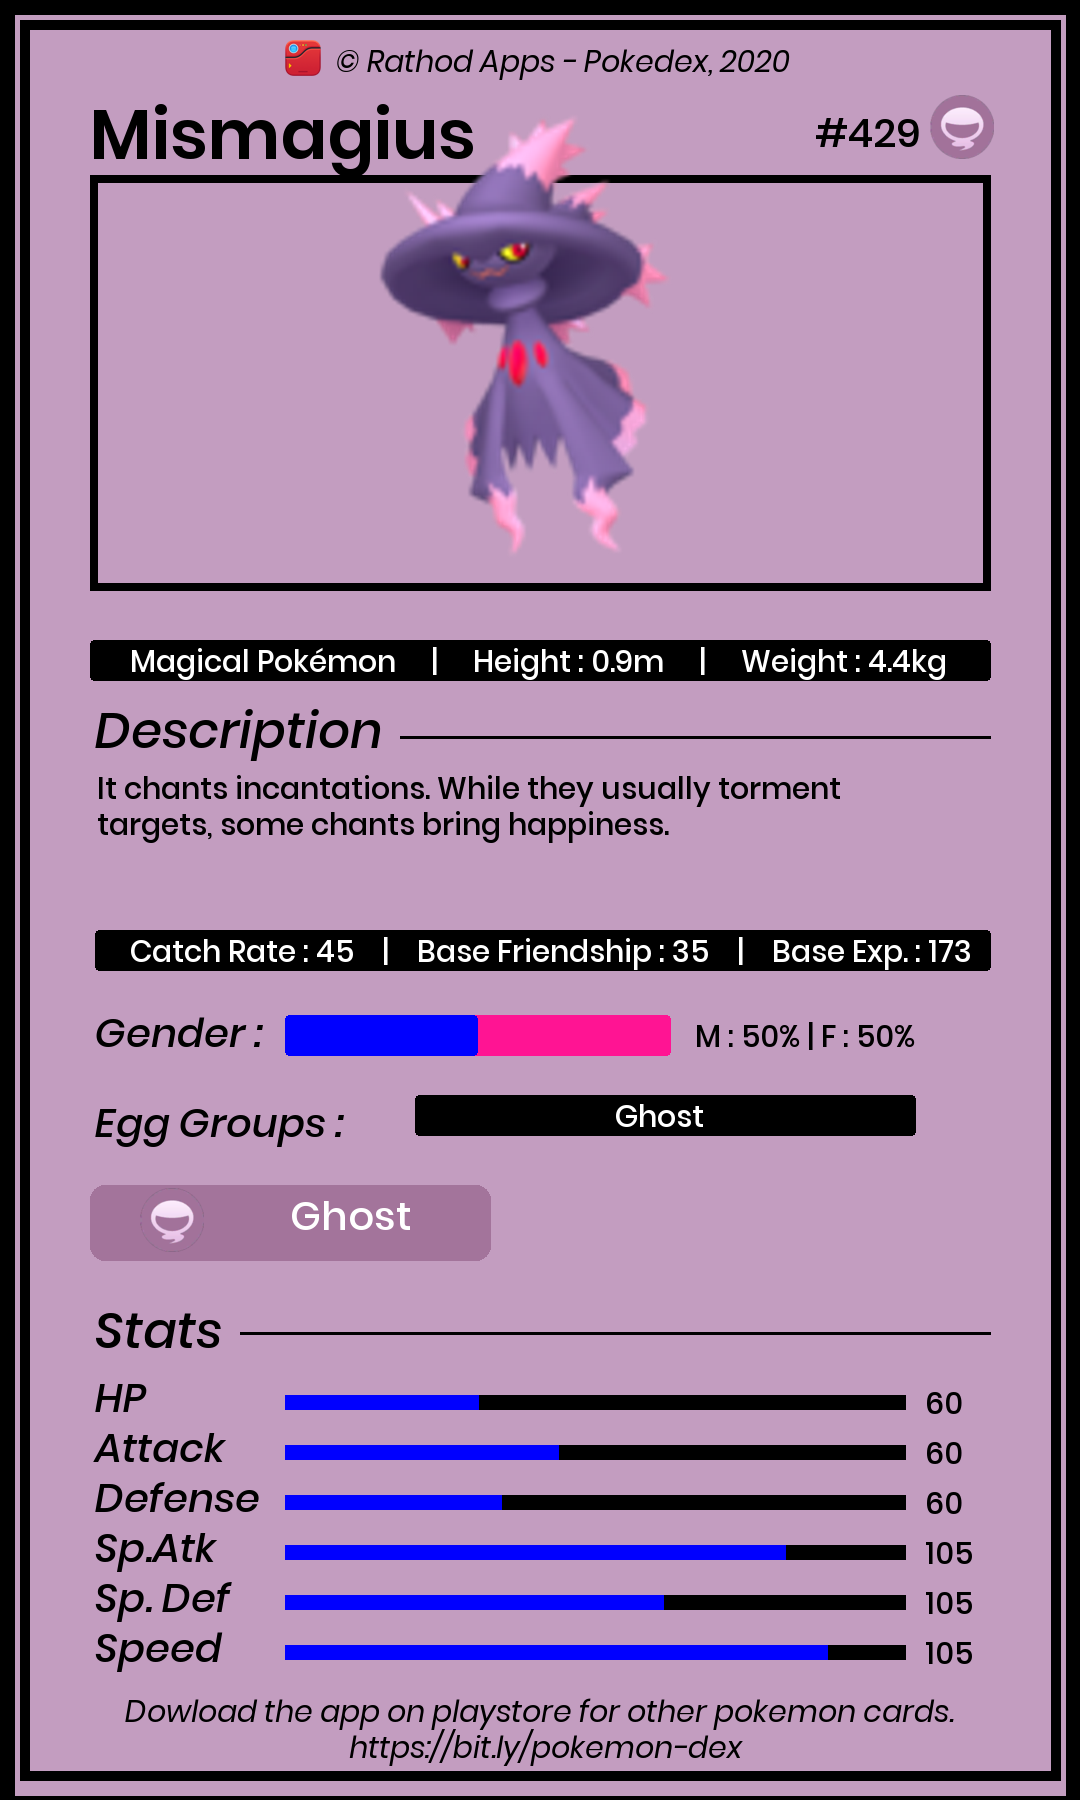 © Rathod Apps - Pokedex, 2020
Mismagius
#429
Magical Pokémon | Height : 0.9m | Weight : 4.4kg
Description
It chants incantations. While they usually torment
targets, some chants bring happiness.
Catch Rate : 45 | Base Friendship : 35 | Base Exp. : 173
Gender : M : 50% | F : 50%
Egg Groups : Ghost
Ghost
Stats
HP 60
Attack 60
Defense 60
Sp.Atk 105
Sp. Def 105
Speed 105
Dowload the app on playstore for other pokemon cards.
https://bit.ly/pokemon-dex